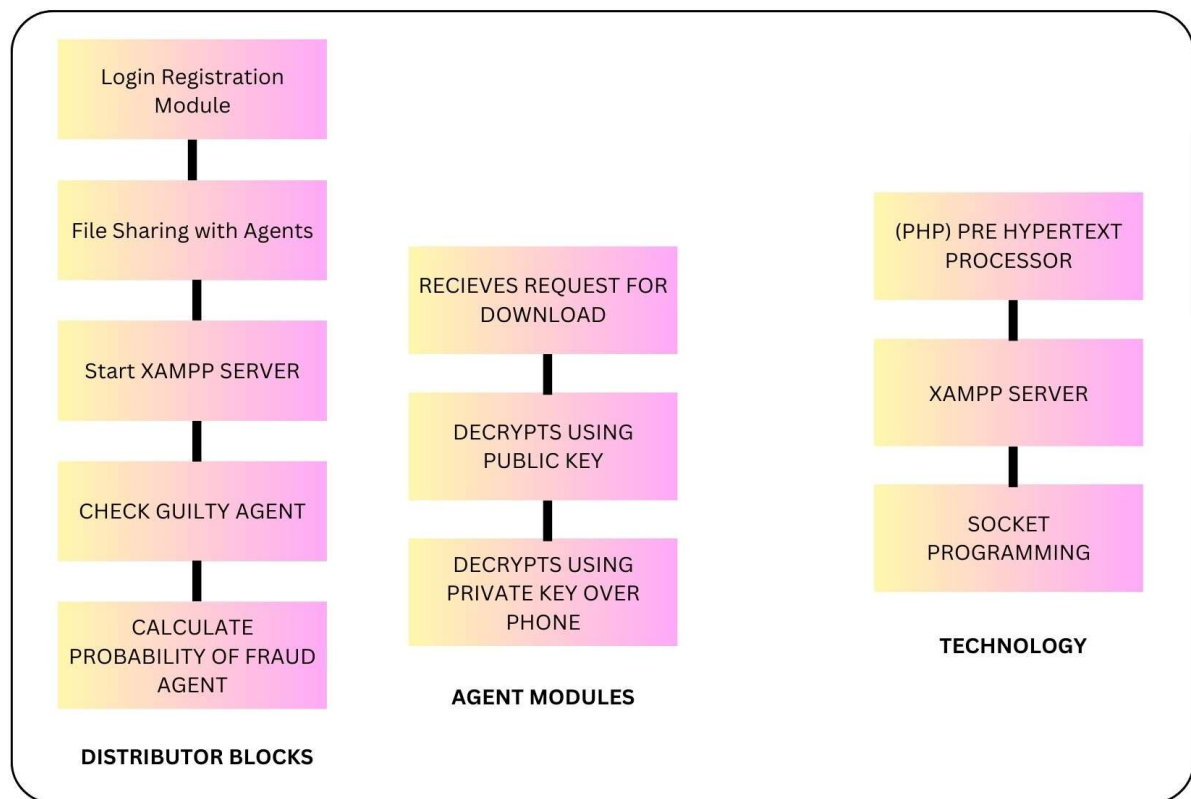 Login Registration
Module
File Sharing with Agents
Start XAMPP SERVER
CHECK GUILTY AGENT
CALCULATE
PROBABILITY OF FRAUD
AGENT
DISTRIBUTOR BLOCKS
RECIEVES REQUEST FOR
DOWNLOAD
DECRYPTS USING
PUBLIC KEY
DECRYPTS USING
PRIVATE KEY OVER
PHONE
AGENT MODULES
(PHP) PRE HYPERTEXT
PROCESSOR
XAMPP SERVER
SOCKET
PROGRAMMING
TECHNOLOGY